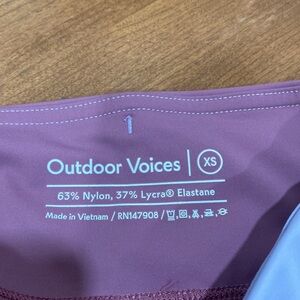 Outdoor Voices | XS
63% Nylon, 37% Lycra® Elastane
Made in Vietnam / RN147908 /